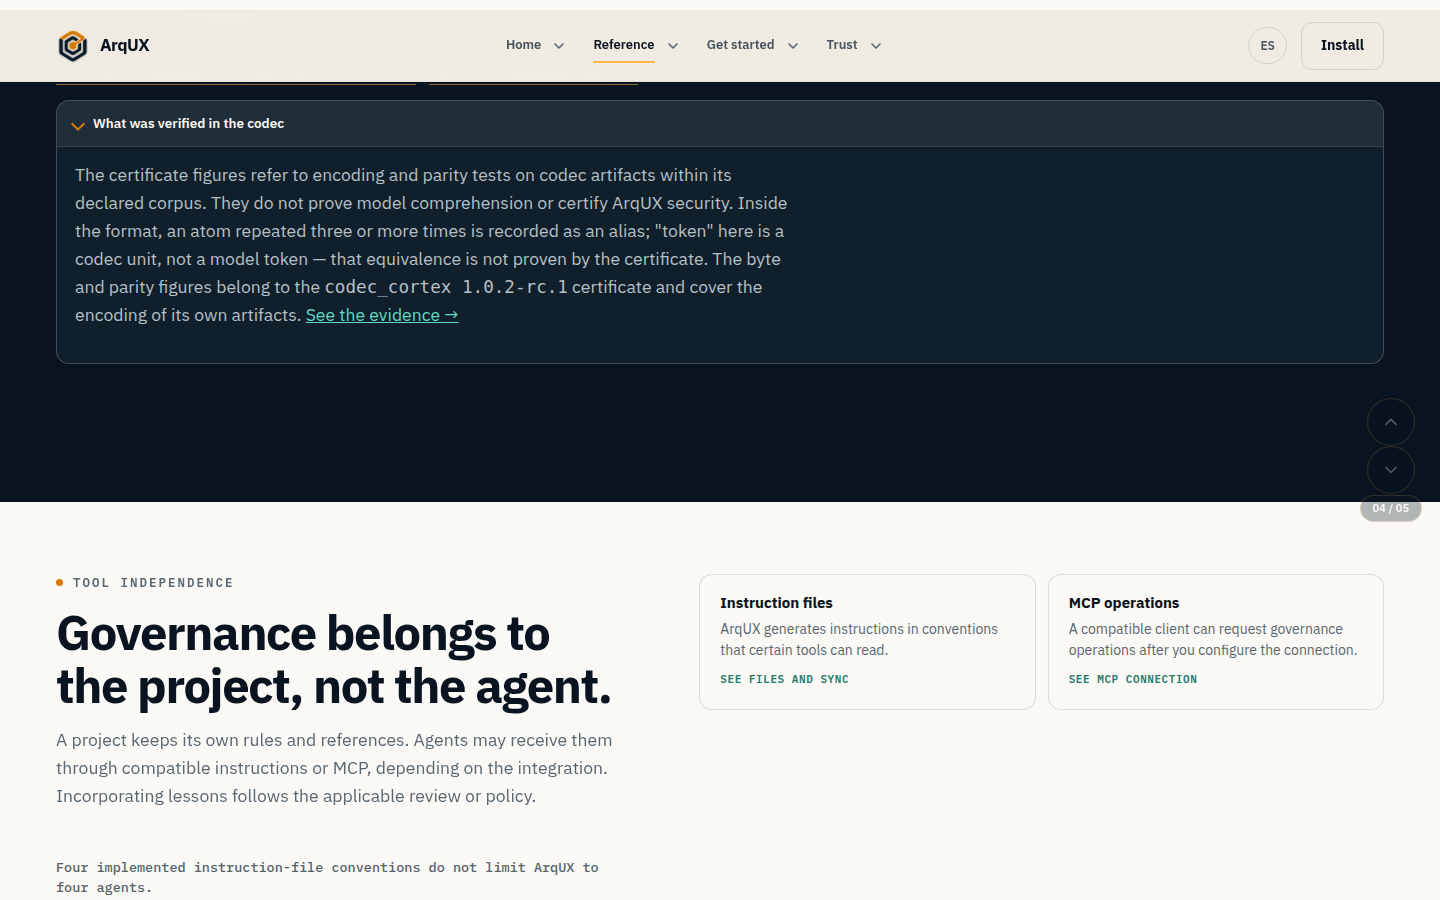 ArqUX
Home
Reference
Get started
Trust
ES
Install
What was verified in the codec
The certificate figures refer to encoding and parity tests on codec artifacts within its
declared corpus. They do not prove model comprehension or certify ArqUX security. Inside
the format, an atom repeated three or more times is recorded as an alias; "token" here is a
codec unit, not a model token — that equivalence is not proven by the certificate. The byte
and parity figures belong to the codec_cortex 1.0.2-rc.1 certificate and cover the
encoding of its own artifacts. See the evidence →
04 / 05
TOOL INDEPENDENCE
Governance belongs to
the project, not the agent.
A project keeps its own rules and references. Agents may receive them
through compatible instructions or MCP, depending on the integration.
Incorporating lessons follows the applicable review or policy.
Four implemented instruction-file conventions do not limit ArqUX to
four agents.
Instruction files
ArqUX generates instructions in conventions
that certain tools can read.
SEE FILES AND SYNC
MCP operations
A compatible client can request governance
operations after you configure the connection.
SEE MCP CONNECTION